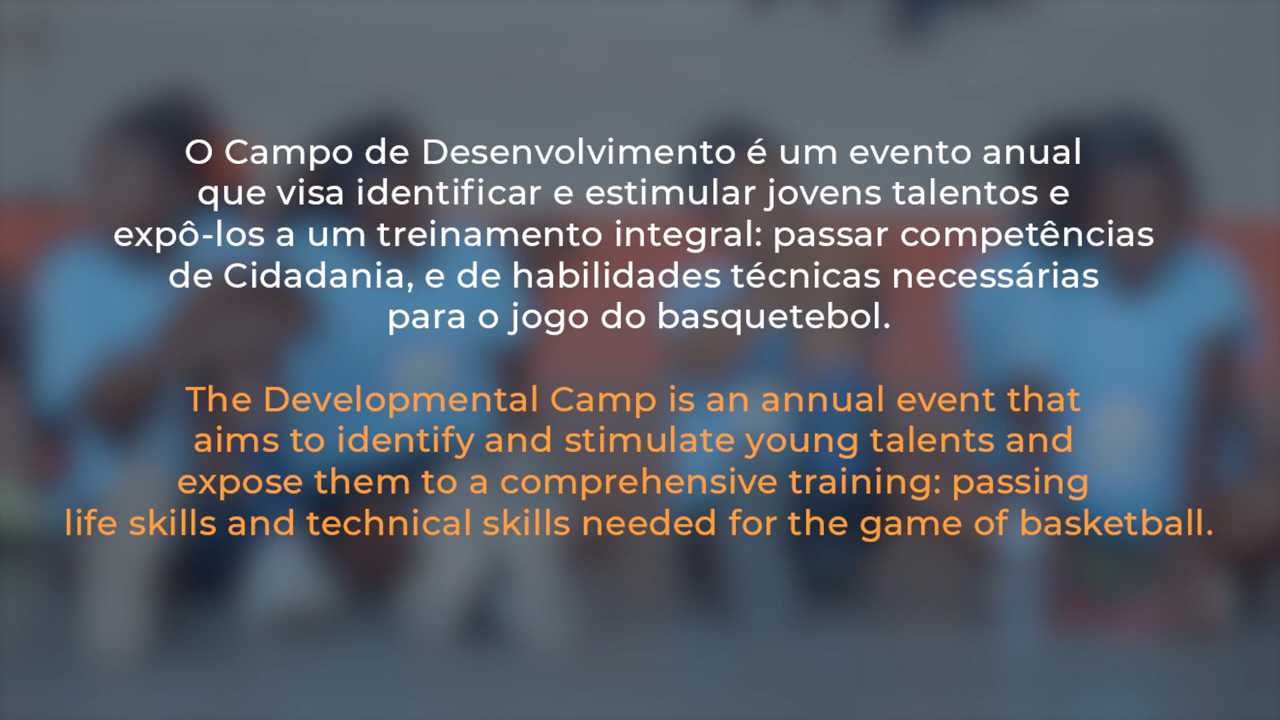 O Campo de Desenvolvimento é um evento anual
que visa identificar e estimular jovens talentos e
expô-los a um treinamento integral: passar competências
de Cidadania, e de habilidades técnicas necessárias
para o jogo do basquetebol.
The Developmental Camp is an annual event that
aims to identify and stimulate young talents and
expose them to a comprehensive training: passing
life skills and technical skills needed for the game of basketball.